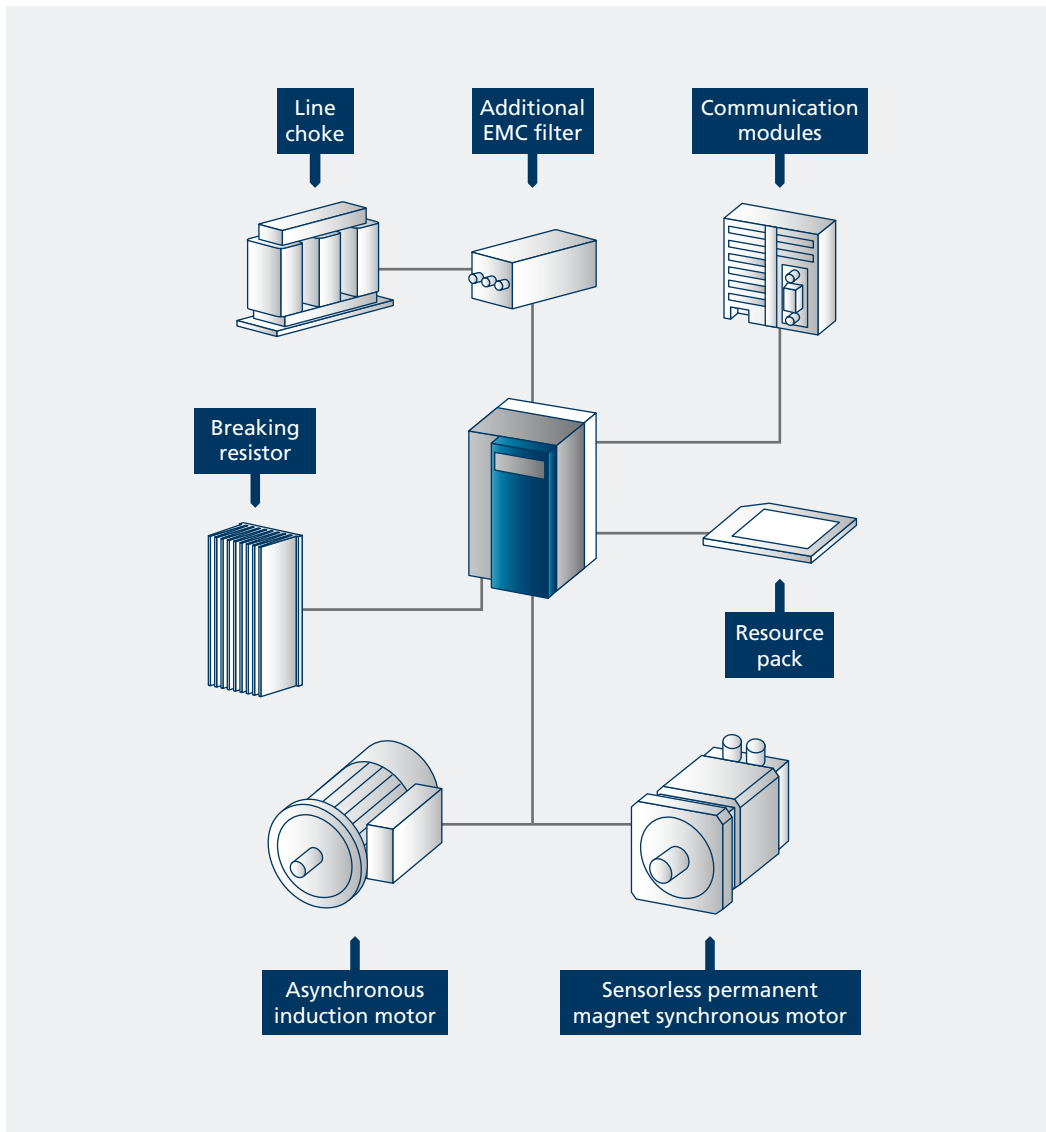 Line
choke
Additional
EMC filter
Communication
modules
Breaking
resistor
Resource
pack
Asynchronous
induction motor
Sensorless permanent
magnet synchronous motor